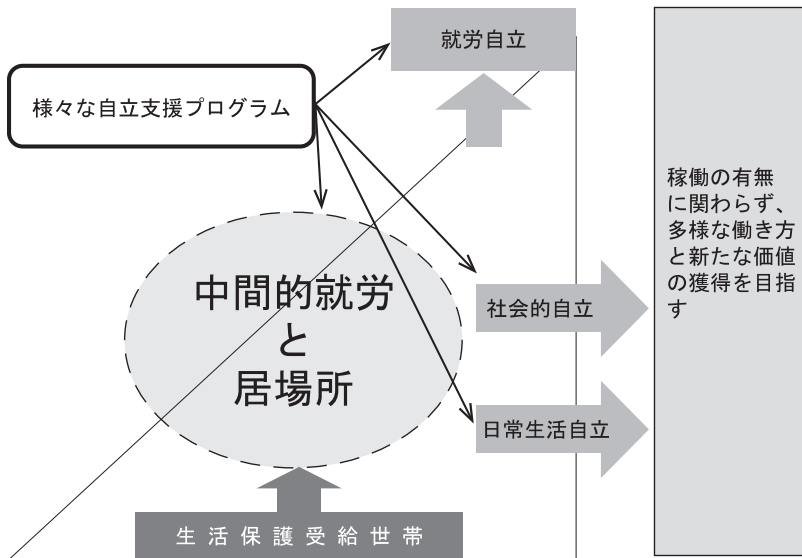 就労自立
様々な自立支援プログラム
稼働の有無
に関わらず、
多様な働き方
と新たな価値
の獲得を目指
す
中間的就労
と
居場所
社会的自立
日常生活自立
生活保護受給世帯